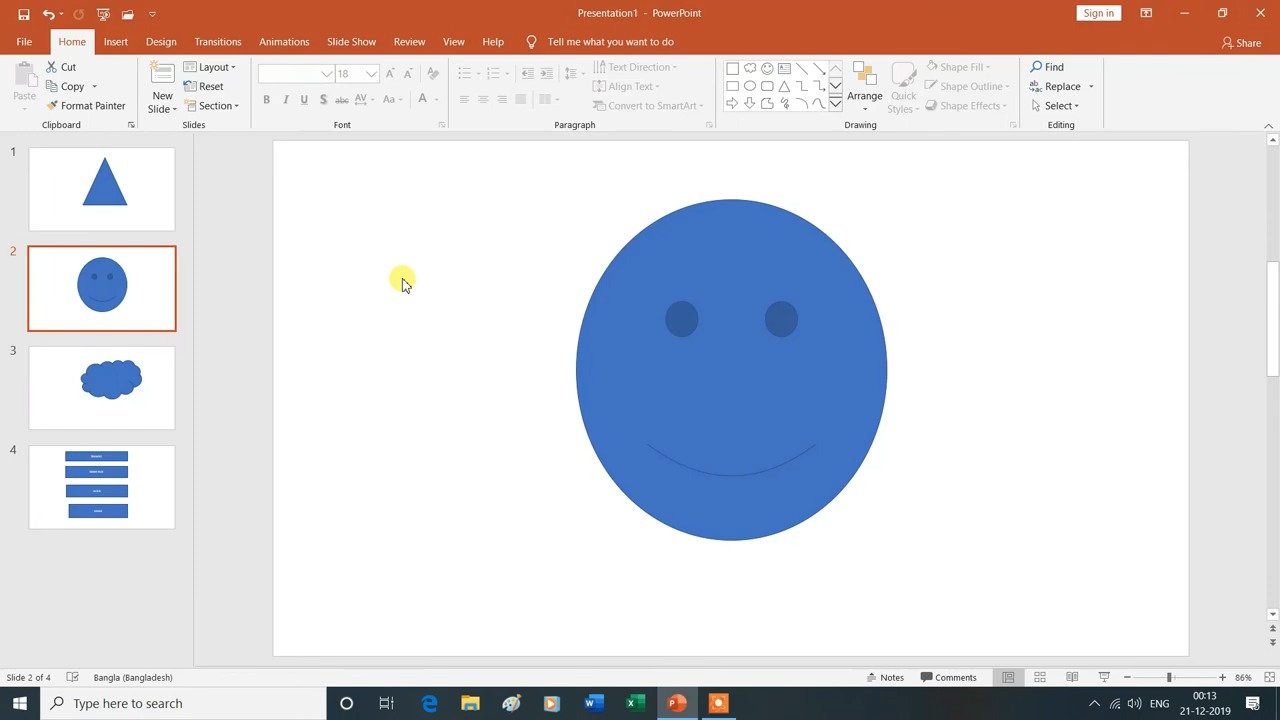 Presentation1 - PowerPoint
Sign in
File Home Insert Design Transitions Animations Slide Show Review View Help Tell me what you want to do
Share
Paste
Cut
Copy
Format Painter
Clipboard
New Slide
Layout
Reset
Section
Slides
18
B I U S abc AV Aa A
Font
Text Direction
Align Text
Convert to SmartArt
Paragraph
Arrange
Quick Styles
Shape Fill
Shape Outline
Shape Effects
Drawing
Find
Replace
Select
Editing
1
2
3
4
Slide 2 of 4
Bangla (Bangladesh)
Notes
Comments
86%
Type here to search
ENG
00:13
21-12-2019